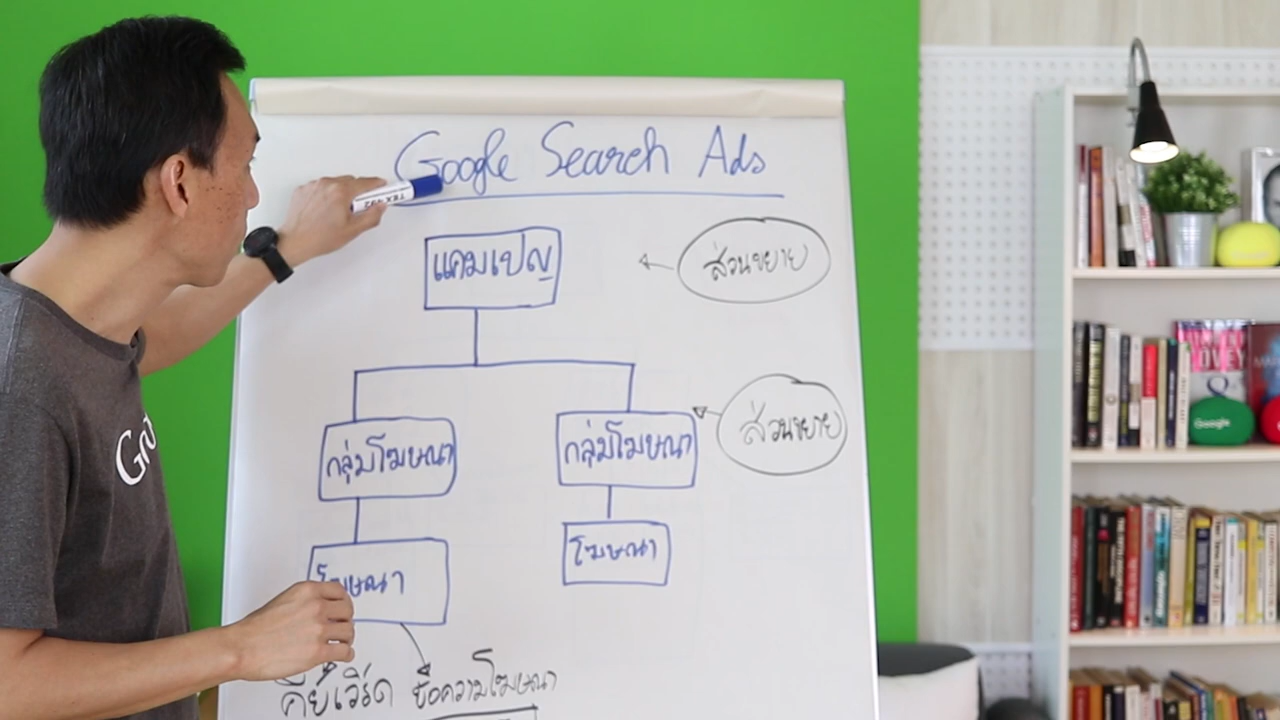 Google Search Ads
แคมเปญ
ส่วนขยาย
กลุ่มโฆษณา
กลุ่มโฆษณา
ส่วนขยาย
โฆษณา
โฆษณา
คีย์เวิร์ด ข้อความโฆษณา
Google